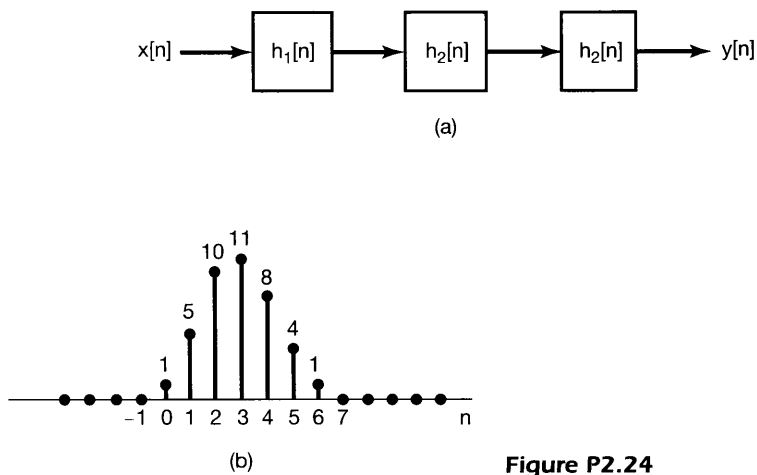 x[n] h₁[n] h₂[n] h₂[n] y[n]
(a)
11
10
8
5
4
1 1
−1 0 1 2 3 4 5 6 7 n
(b)
Figure P2.24